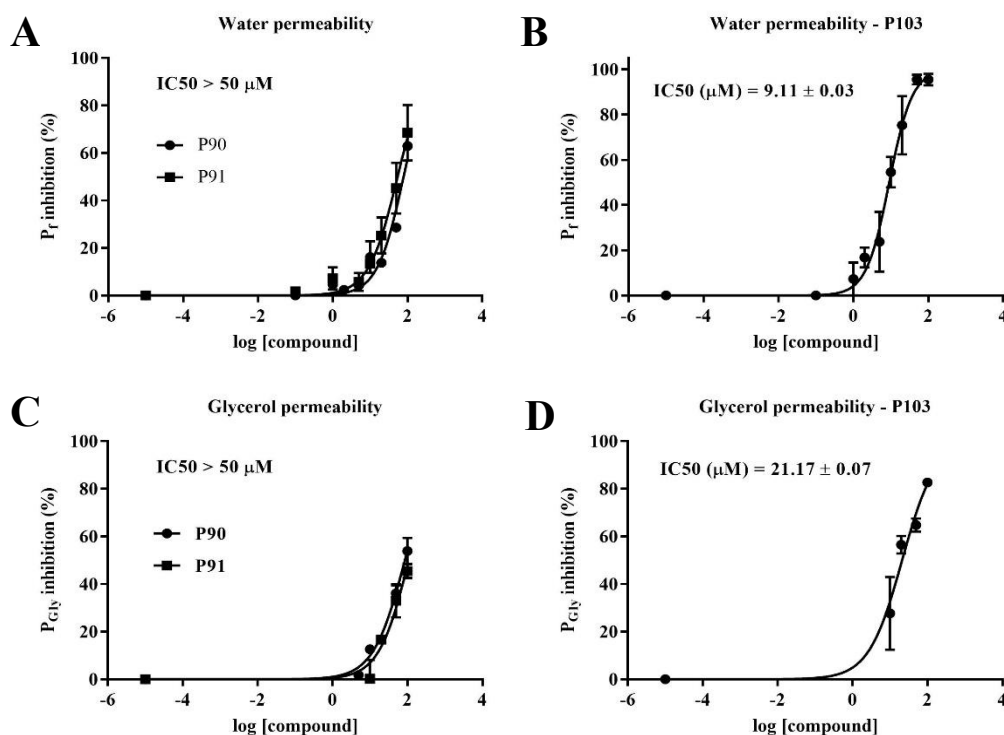 A
Water permeability
100
80
60
40
20
0
-6
-4
-2
0
2
4
Pf inhibition (%)
log [compound]
IC50 > 50 μM
P90
P91
B
Water permeability - P103
100
80
60
40
20
0
-6
-4
-2
0
2
4
Pf inhibition (%)
log [compound]
IC50 (μM) = 9.11 ± 0.03
C
Glycerol permeability
100
80
60
40
20
0
-6
-4
-2
0
2
4
PGly inhibition (%)
log [compound]
IC50 > 50 μM
P90
P91
D
Glycerol permeability - P103
100
80
60
40
20
0
-6
-4
-2
0
2
4
PGly inhibition (%)
log [compound]
IC50 (μM) = 21.17 ± 0.07